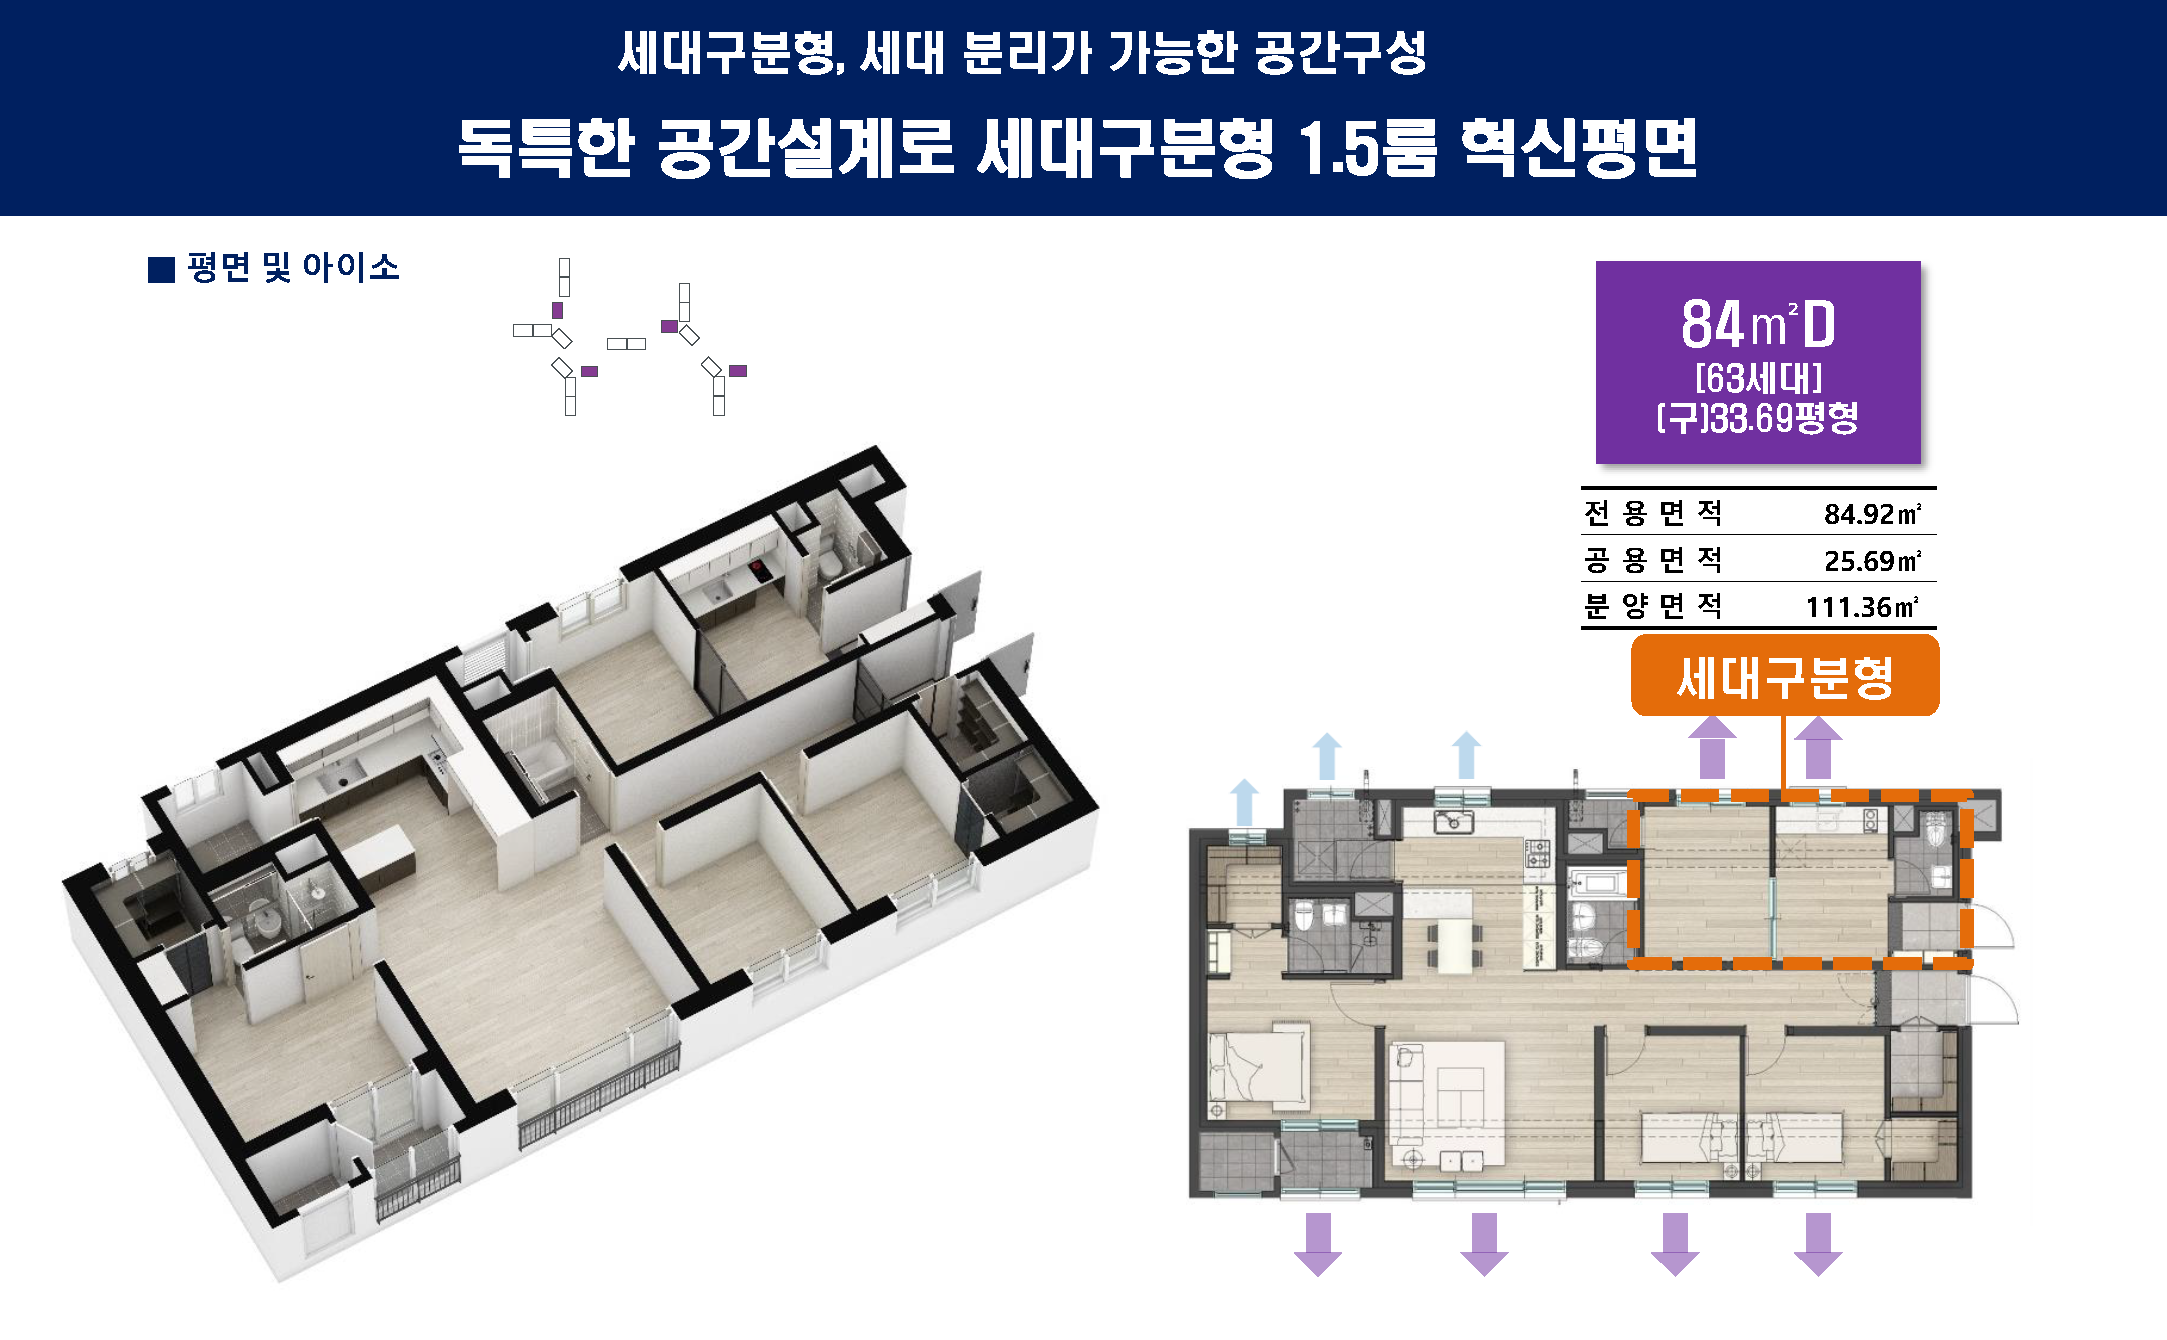 세대구분형, 세대 분리가 가능한 공간구성
독특한 공간설계로 세대구분형 1.5룸 혁신평면
■ 평면 및 아이소
84㎡D
[63세대]
(구)33.69평형
전 용 면 적 84.92㎡
공 용 면 적 25.69㎡
분 양 면 적 111.36㎡
세대구분형